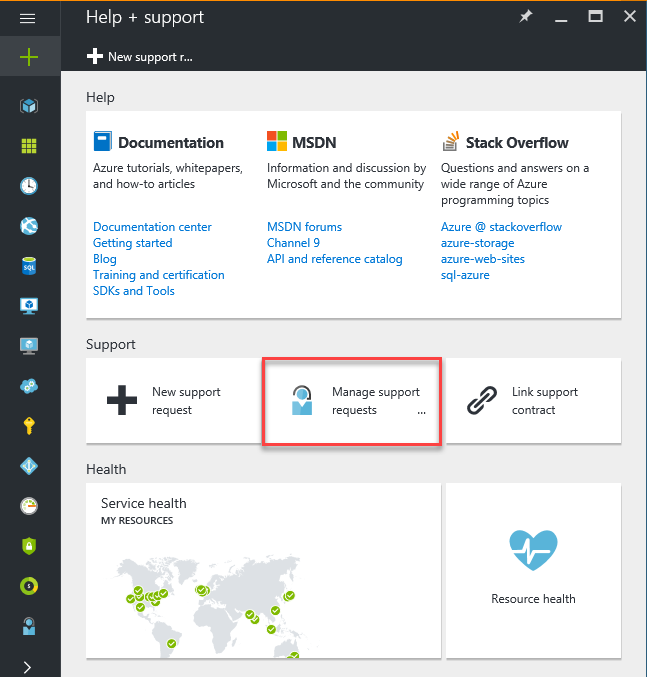 Help + support
New support r...
Help
Documentation
Azure tutorials, whitepapers,
and how-to articles
Documentation center
Getting started
Blog
Training and certification
SDKs and Tools
MSDN
Information and discussion by
Microsoft and the community
MSDN forums
Channel 9
API and reference catalog
Stack Overflow
Questions and answers on a
wide range of Azure
programming topics
Azure @ stackoverflow
azure-storage
azure-web-sites
sql-azure
SQL
Support
New support
request
Manage support
requests ...
Link support
contract
Health
Service health
MY RESOURCES
Resource health